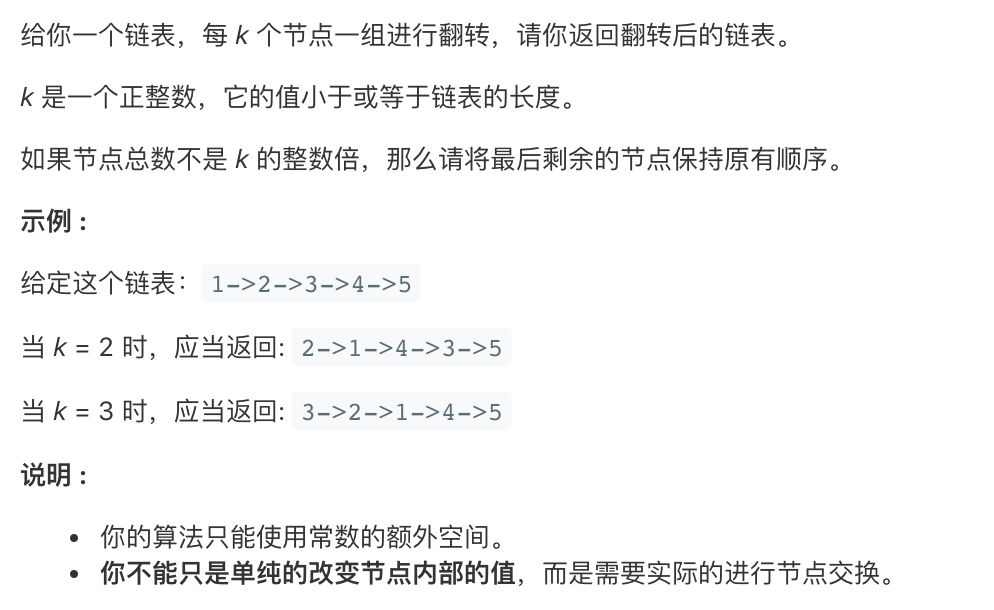 给你一个链表，每 k 个节点一组进行翻转，请你返回翻转后的链表。
k 是一个正整数，它的值小于或等于链表的长度。
如果节点总数不是 k 的整数倍，那么请将最后剩余的节点保持原有顺序。
示例：
给定这个链表：1->2->3->4->5
当 k = 2 时，应当返回: 2->1->4->3->5
当 k = 3 时，应当返回: 3->2->1->4->5
说明：
• 你的算法只能使用常数的额外空间。
• 你不能只是单纯的改变节点内部的值，而是需要实际的进行节点交换。